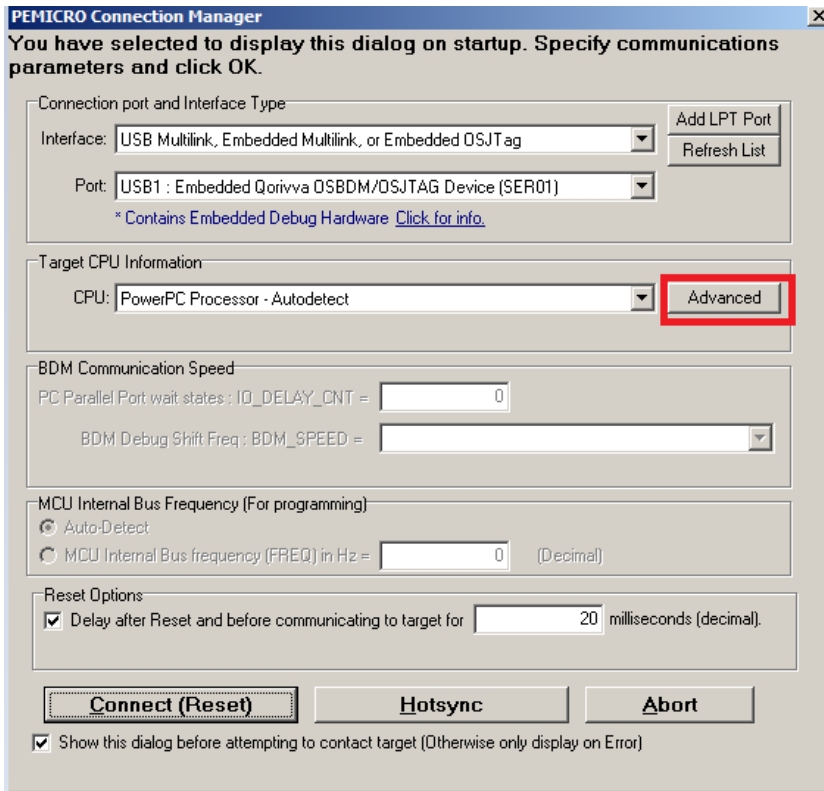 PEMICRO Connection Manager
You have selected to display this dialog on startup. Specify communications
parameters and click OK.
Connection port and Interface Type
Add LPT Port
Interface: USB Multilink, Embedded Multilink, or Embedded OSJTag
Refresh List
Port: USB1 : Embedded Qorivva OSBDM/OSJTAG Device (SER01)
* Contains Embedded Debug Hardware Click for info.
Target CPU Information
CPU: PowerPC Processor - Autodetect
Advanced
BDM Communication Speed
PC Parallel Port wait states : IO_DELAY_CNT = 0
BDM Debug Shift Freq : BDM_SPEED =
MCU Internal Bus Frequency (For programming)
Auto-Detect
MCU Internal Bus frequency (FREQ) in Hz = 0 (Decimal)
Reset Options
Delay after Reset and before communicating to target for 20 milliseconds (decimal).
Connect (Reset) Hotsync Abort
Show this dialog before attempting to contact target (Otherwise only display on Error)